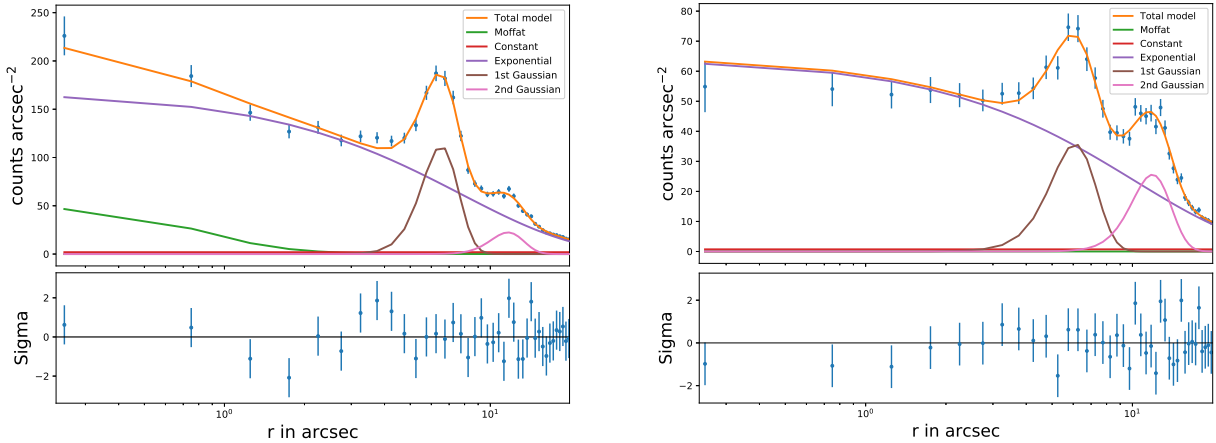 250
200
150
100
50
0
counts arcsec⁻²
Total model
Moffat
Constant
Exponential
1st Gaussian
2nd Gaussian
2
0
−2
Sigma
10⁰
10¹
r in arcsec
80
70
60
50
40
30
20
10
0
counts arcsec⁻²
Total model
Moffat
Constant
Exponential
1st Gaussian
2nd Gaussian
2
0
−2
Sigma
10⁰
10¹
r in arcsec